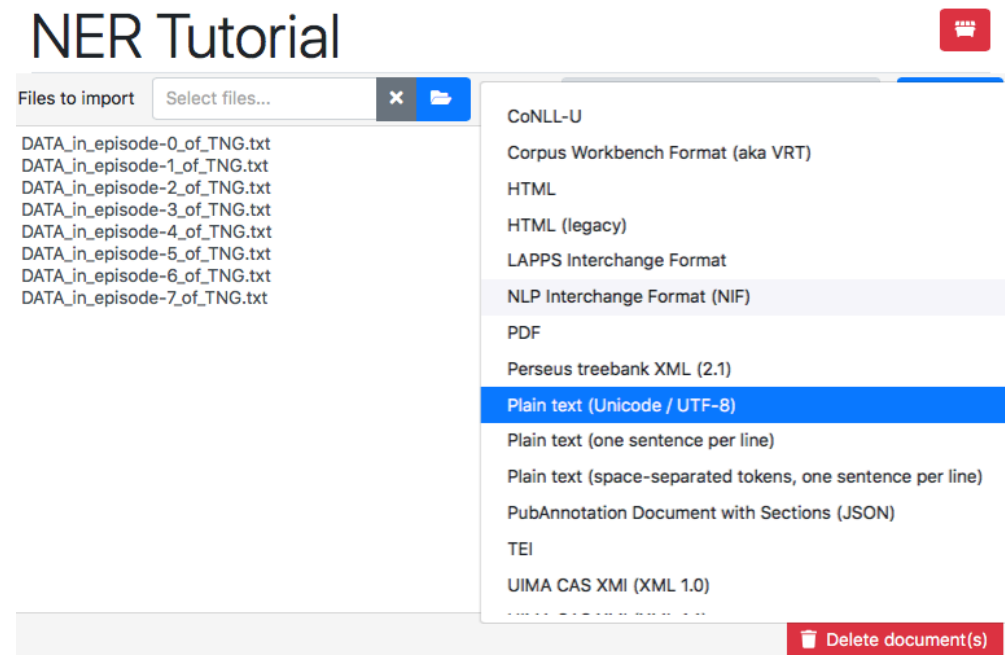 NER Tutorial
Files to import
Select files...
DATA_in_episode-0_of_TNG.txt
DATA_in_episode-1_of_TNG.txt
DATA_in_episode-2_of_TNG.txt
DATA_in_episode-3_of_TNG.txt
DATA_in_episode-4_of_TNG.txt
DATA_in_episode-5_of_TNG.txt
DATA_in_episode-6_of_TNG.txt
DATA_in_episode-7_of_TNG.txt
CoNLL-U
Corpus Workbench Format (aka VRT)
HTML
HTML (legacy)
LAPPS Interchange Format
NLP Interchange Format (NIF)
PDF
Perseus treebank XML (2.1)
Plain text (Unicode / UTF-8)
Plain text (one sentence per line)
Plain text (space-separated tokens, one sentence per line)
PubAnnotation Document with Sections (JSON)
TEI
UIMA CAS XMI (XML 1.0)
Delete document(s)